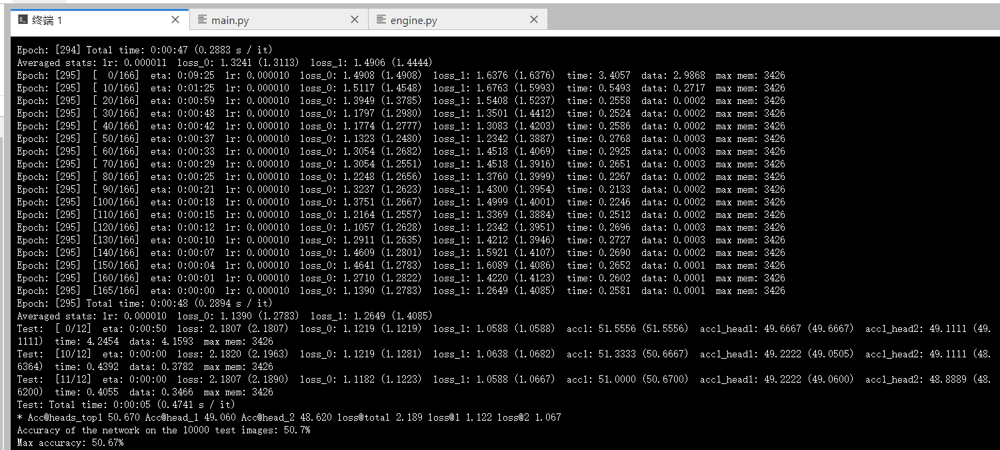 终端 1
main.py
engine.py
Epoch: [294] Total time: 0:00:47 (0.2883 s / it)
Averaged stats: lr: 0.000011  loss_0: 1.3241 (1.3113)  loss_1: 1.4906 (1.4444)
Epoch: [295]  [  0/166]  eta: 0:09:25  lr: 0.000010  loss_0: 1.4908 (1.4908)  loss_1: 1.6376 (1.6376)  time: 3.4057  data: 2.9868  max mem: 3426
Epoch: [295]  [ 10/166]  eta: 0:01:25  lr: 0.000010  loss_0: 1.5117 (1.4548)  loss_1: 1.6763 (1.5993)  time: 0.5493  data: 0.2717  max mem: 3426
Epoch: [295]  [ 20/166]  eta: 0:00:59  lr: 0.000010  loss_0: 1.3949 (1.3785)  loss_1: 1.5408 (1.5237)  time: 0.2558  data: 0.0002  max mem: 3426
Epoch: [295]  [ 30/166]  eta: 0:00:48  lr: 0.000010  loss_0: 1.1797 (1.2980)  loss_1: 1.3501 (1.4412)  time: 0.2524  data: 0.0002  max mem: 3426
Epoch: [295]  [ 40/166]  eta: 0:00:42  lr: 0.000010  loss_0: 1.1774 (1.2777)  loss_1: 1.3083 (1.4203)  time: 0.2586  data: 0.0002  max mem: 3426
Epoch: [295]  [ 50/166]  eta: 0:00:37  lr: 0.000010  loss_0: 1.1323 (1.2480)  loss_1: 1.2342 (1.3887)  time: 0.2768  data: 0.0003  max mem: 3426
Epoch: [295]  [ 60/166]  eta: 0:00:33  lr: 0.000010  loss_0: 1.3054 (1.2682)  loss_1: 1.4518 (1.4069)  time: 0.2925  data: 0.0003  max mem: 3426
Epoch: [295]  [ 70/166]  eta: 0:00:29  lr: 0.000010  loss_0: 1.3054 (1.2551)  loss_1: 1.4518 (1.3916)  time: 0.2651  data: 0.0003  max mem: 3426
Epoch: [295]  [ 80/166]  eta: 0:00:25  lr: 0.000010  loss_0: 1.2248 (1.2656)  loss_1: 1.3760 (1.3999)  time: 0.2267  data: 0.0002  max mem: 3426
Epoch: [295]  [ 90/166]  eta: 0:00:21  lr: 0.000010  loss_0: 1.3237 (1.2623)  loss_1: 1.4300 (1.3954)  time: 0.2133  data: 0.0002  max mem: 3426
Epoch: [295]  [100/166]  eta: 0:00:18  lr: 0.000010  loss_0: 1.3751 (1.2667)  loss_1: 1.4999 (1.4001)  time: 0.2246  data: 0.0002  max mem: 3426
Epoch: [295]  [110/166]  eta: 0:00:15  lr: 0.000010  loss_0: 1.2164 (1.2557)  loss_1: 1.3369 (1.3884)  time: 0.2512  data: 0.0002  max mem: 3426
Epoch: [295]  [120/166]  eta: 0:00:12  lr: 0.000010  loss_0: 1.1057 (1.2628)  loss_1: 1.2342 (1.3951)  time: 0.2696  data: 0.0003  max mem: 3426
Epoch: [295]  [130/166]  eta: 0:00:10  lr: 0.000010  loss_0: 1.2911 (1.2635)  loss_1: 1.4212 (1.3946)  time: 0.2727  data: 0.0003  max mem: 3426
Epoch: [295]  [140/166]  eta: 0:00:07  lr: 0.000010  loss_0: 1.4609 (1.2801)  loss_1: 1.5921 (1.4107)  time: 0.2690  data: 0.0002  max mem: 3426
Epoch: [295]  [150/166]  eta: 0:00:04  lr: 0.000010  loss_0: 1.4641 (1.2783)  loss_1: 1.6089 (1.4086)  time: 0.2652  data: 0.0001  max mem: 3426
Epoch: [295]  [160/166]  eta: 0:00:01  lr: 0.000010  loss_0: 1.2710 (1.2822)  loss_1: 1.4220 (1.4123)  time: 0.2602  data: 0.0001  max mem: 3426
Epoch: [295]  [165/166]  eta: 0:00:00  lr: 0.000010  loss_0: 1.1390 (1.2783)  loss_1: 1.2649 (1.4085)  time: 0.2581  data: 0.0001  max mem: 3426
Epoch: [295] Total time: 0:00:48 (0.2894 s / it)
Averaged stats: lr: 0.000010  loss_0: 1.1390 (1.2783)  loss_1: 1.2649 (1.4085)
Test:  [ 0/12]  eta: 0:00:50  loss: 2.1807 (2.1807)  loss_0: 1.1219 (1.1219)  loss_1: 1.0588 (1.0588)  acc1: 51.5556 (51.5556)  acc1_head1: 49.6667 (49.6667)  acc1_head2: 49.1111 (49.
1111)  time: 4.2454  data: 4.1593  max mem: 3426
Test:  [10/12]  eta: 0:00:00  loss: 2.1820 (2.1963)  loss_0: 1.1219 (1.1281)  loss_1: 1.0638 (1.0682)  acc1: 51.3333 (50.6667)  acc1_head1: 49.2222 (49.0505)  acc1_head2: 49.1111 (48.
6364)  time: 0.4392  data: 0.3782  max mem: 3426
Test:  [11/12]  eta: 0:00:00  loss: 2.1807 (2.1890)  loss_0: 1.1182 (1.1223)  loss_1: 1.0588 (1.0667)  acc1: 51.0000 (50.6700)  acc1_head1: 49.2222 (49.0600)  acc1_head2: 48.8889 (48.
6200)  time: 0.4055  data: 0.3466  max mem: 3426
Test: Total time: 0:00:05 (0.4741 s / it)
* Acc@heads_top1 50.670 Acc@head_1 49.060 Acc@head_2 48.620 loss@total 2.189 loss@1 1.122 loss@2 1.067
Accuracy of the network on the 10000 test images: 50.7%
Max accuracy: 50.67%